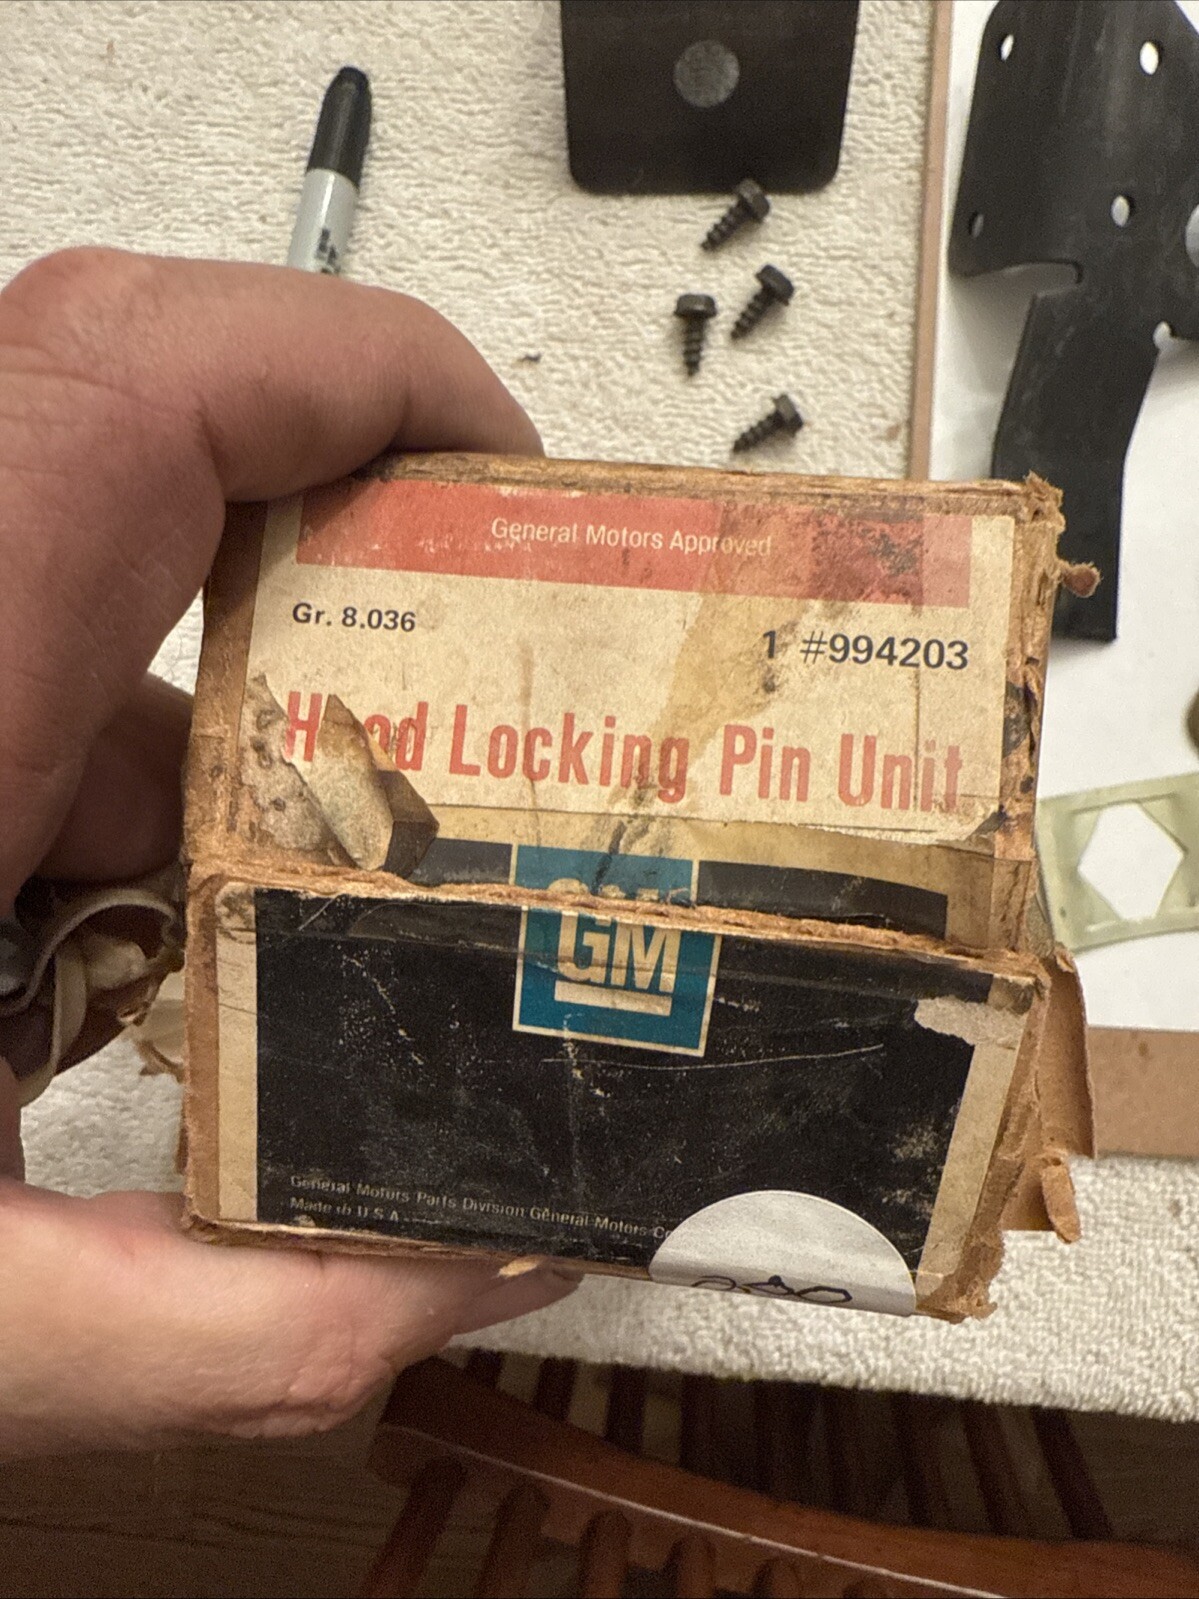 General Motors Approved
Gr. 8.036
1 #994203
Hood Locking Pin Unit
GM
General Motors Parts Division General Motors
Made in U S A